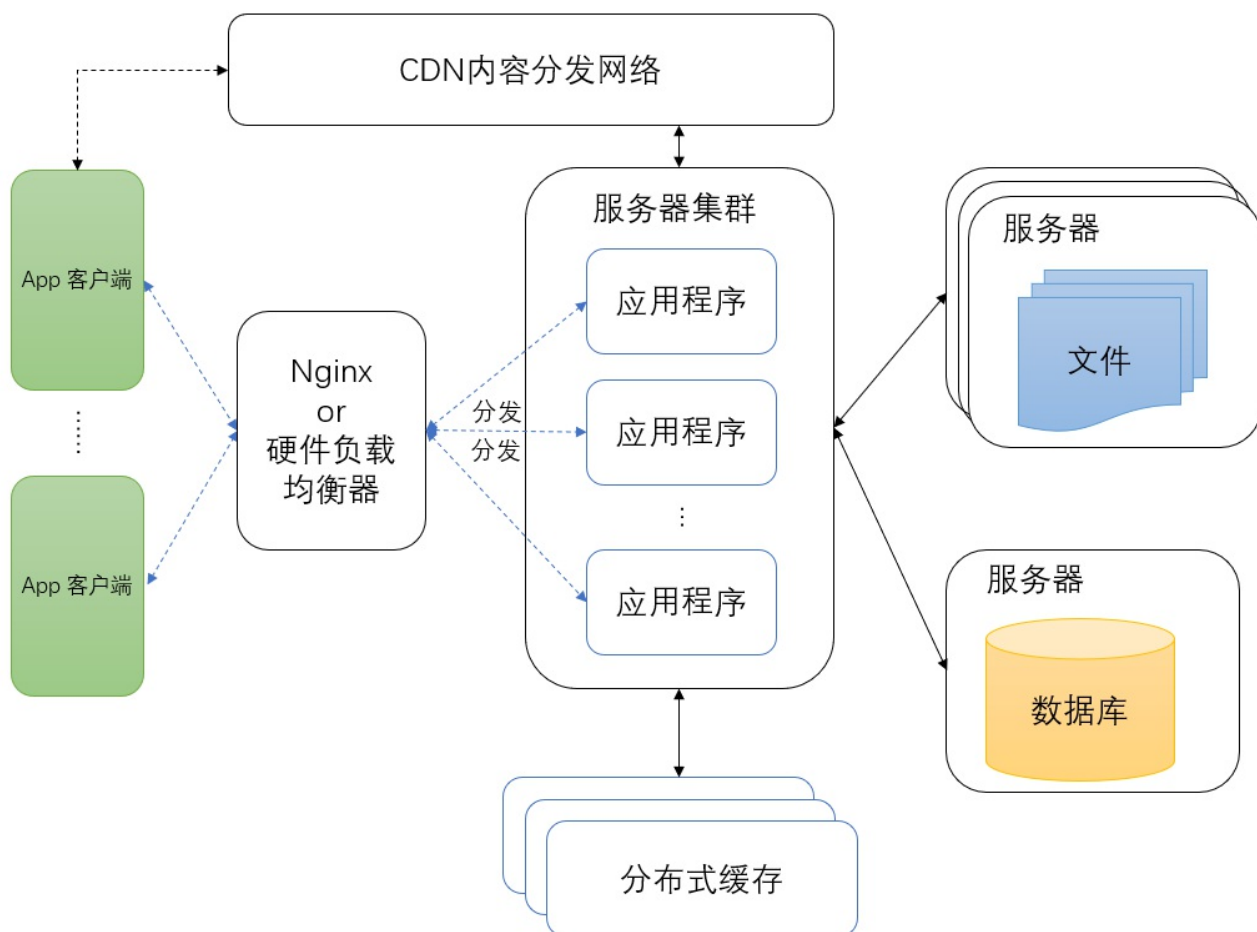 CDN内容分发网络
App 客户端
......
App 客户端
Nginx
or
硬件负载
均衡器
分发
分发
服务器集群
应用程序
应用程序
...
应用程序
服务器
文件
服务器
数据库
分布式缓存